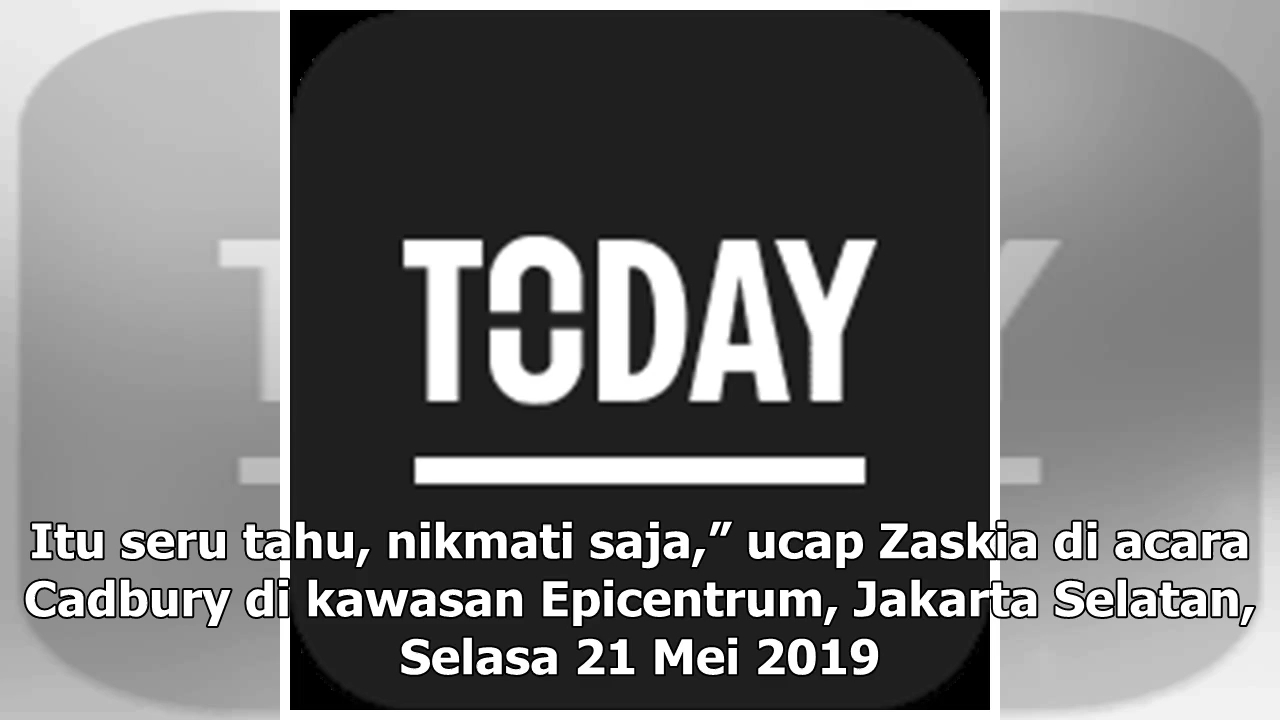 TODAY
Itu seru tahu, nikmati saja,” ucap Zaskia di acara
Cadbury di kawasan Epicentrum, Jakarta Selatan,
Selasa 21 Mei 2019